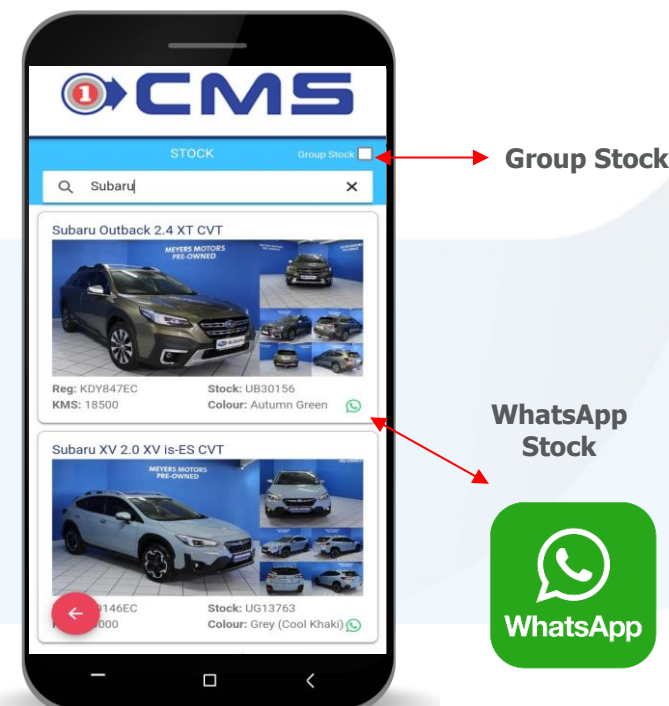 1 CMS
STOCK
Group Stock
Group Stock
Subaru
Subaru Outback 2.4 XT CVT
MEYERS MOTORS
PRE-OWNED
Reg: KDY847EC Stock: UB30156
KMS: 18500 Colour: Autumn Green
WhatsApp
Stock
Subaru XV 2.0 XV is-ES CVT
MEYERS MOTORS
PRE-OWNED
146EC Stock: UG13763
000 Colour: Grey (Cool Khaki)
WhatsApp